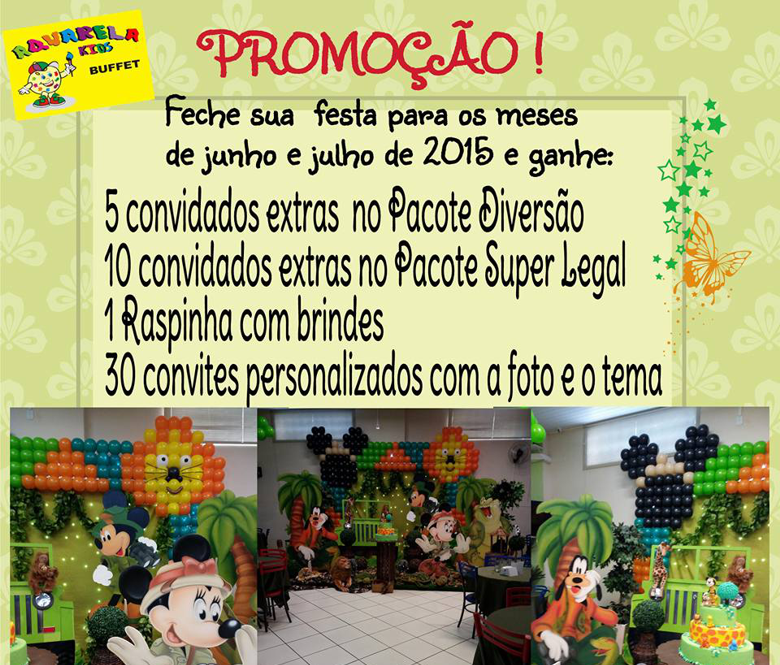 AQUARELA
KIDS
BUFFET
PROMOÇÃO !
Feche sua festa para os meses
de junho e julho de 2015 e ganhe:
5 convidados extras no Pacote Diversão
10 convidados extras no Pacote Super Legal
1 Raspinha com brindes
30 convites personalizados com a foto e o tema